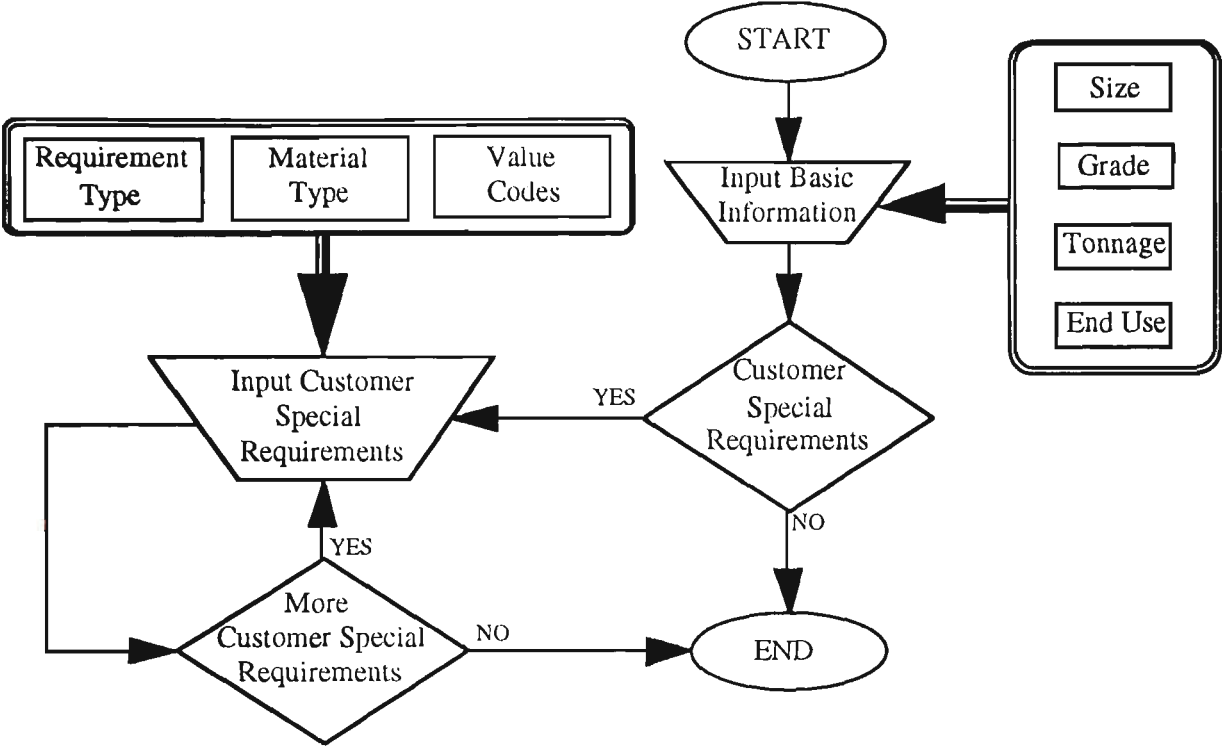 START
Size
Grade
Tonnage
End Use
Requirement
Type
Material
Type
Value
Codes
Input Basic
Information
Customer
Special
Requirements
YES
NO
Input Customer
Special
Requirements
YES
More
Customer Special
Requirements
NO
END